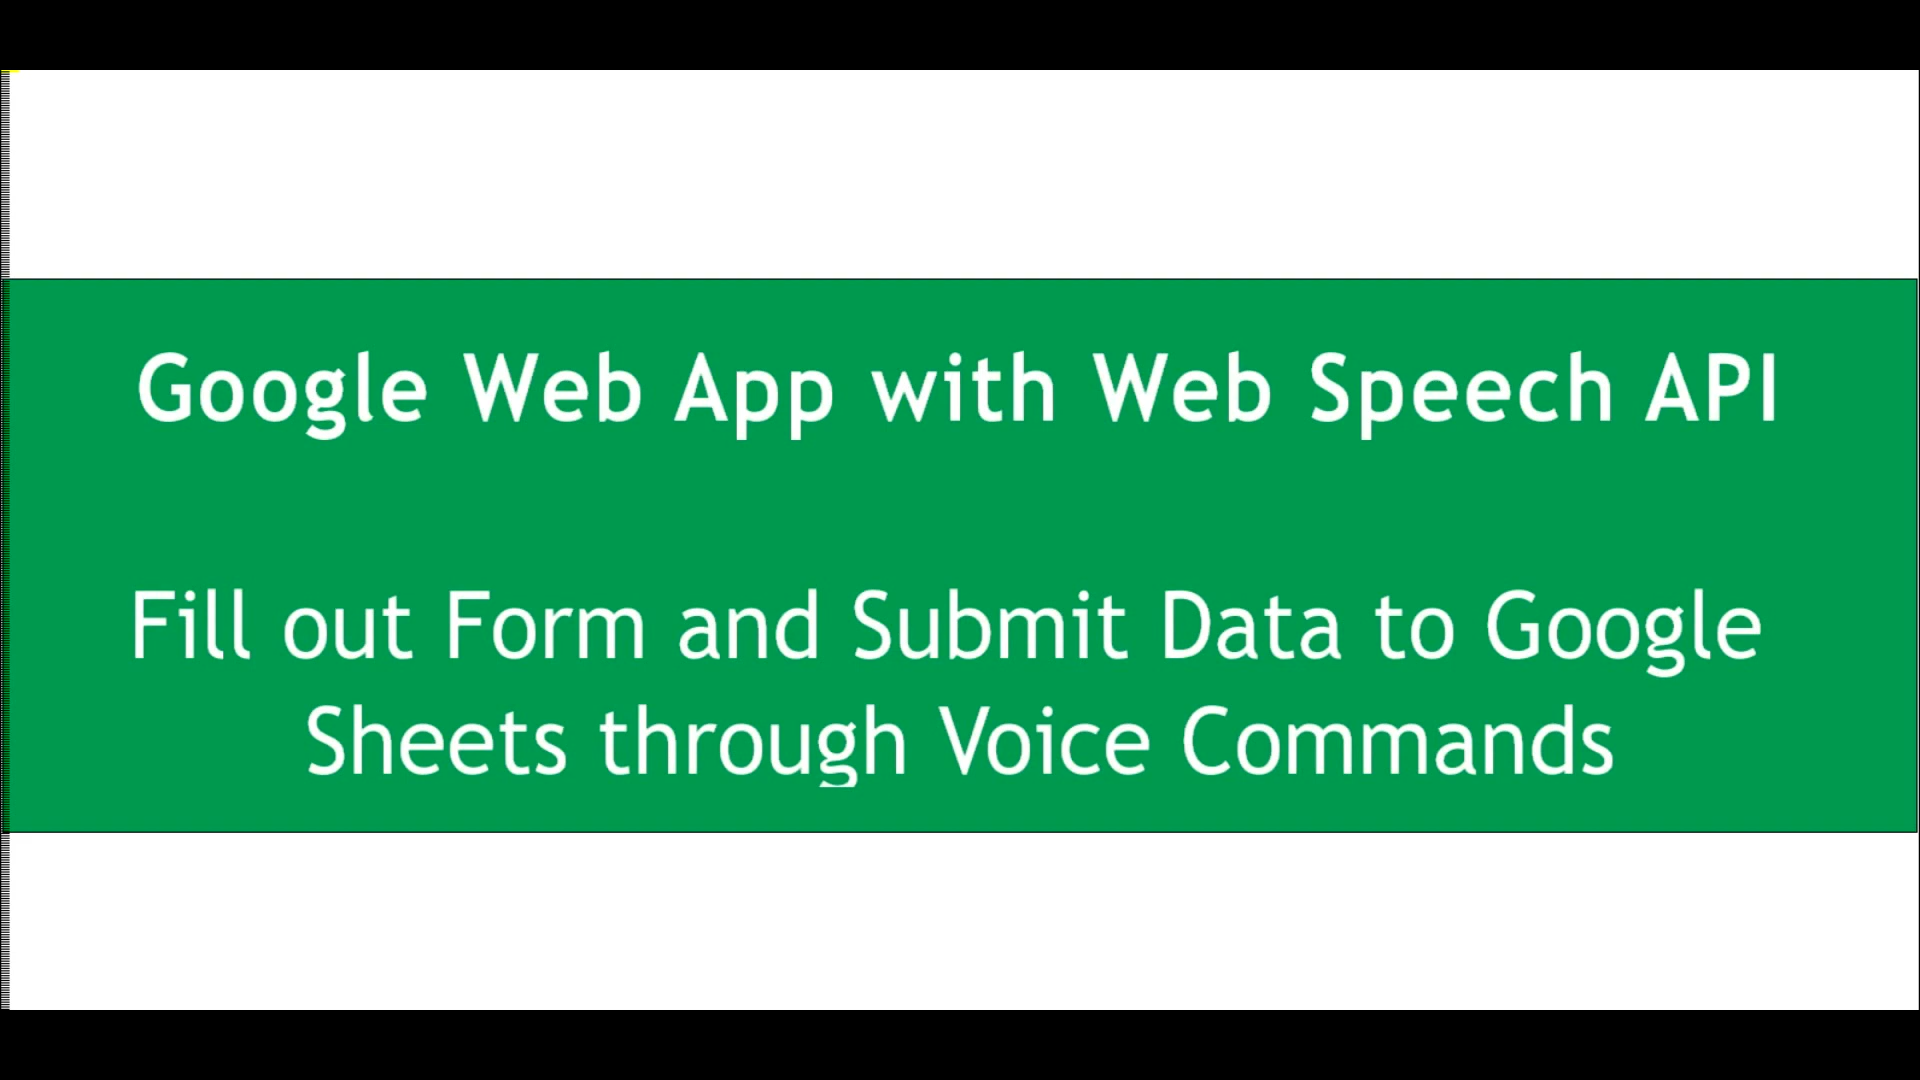 Google Web App with Web Speech API
Fill out Form and Submit Data to Google
Sheets through Voice Commands